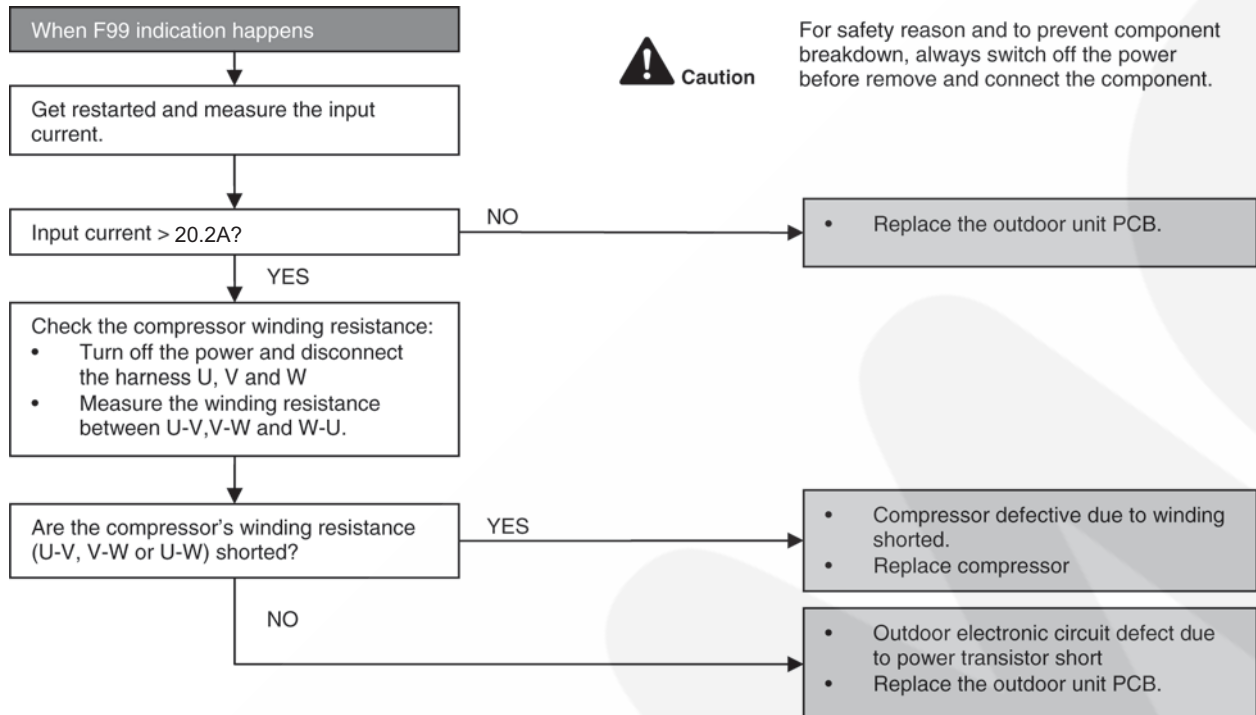 When F99 indication happens
Caution
For safety reason and to prevent component
breakdown, always switch off the power
before remove and connect the component.
Get restarted and measure the input
current.
Input current > 20.2A?
NO
• Replace the outdoor unit PCB.
YES
Check the compressor winding resistance:
• Turn off the power and disconnect
the harness U, V and W
• Measure the winding resistance
between U-V,V-W and W-U.
Are the compressor's winding resistance
(U-V, V-W or U-W) shorted?
YES
• Compressor defective due to winding
shorted.
• Replace compressor
NO
• Outdoor electronic circuit defect due
to power transistor short
• Replace the outdoor unit PCB.